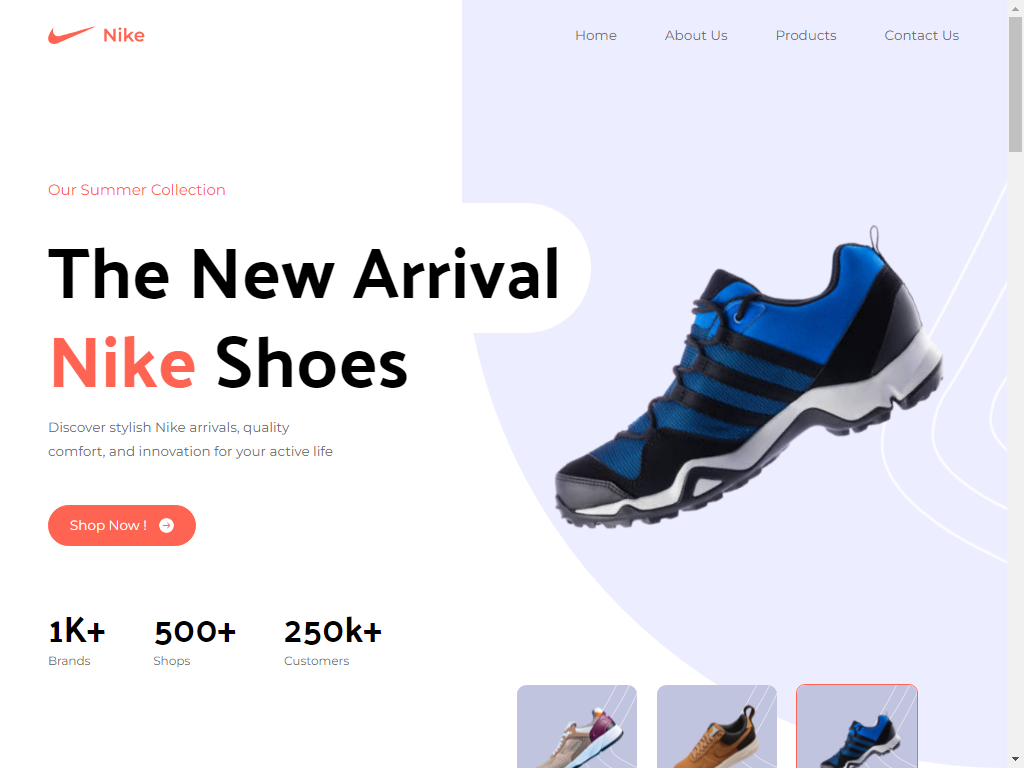 Nike
Home
About Us
Products
Contact Us
Our Summer Collection
The New Arrival
Nike Shoes
Discover stylish Nike arrivals, quality
comfort, and innovation for your active life
Shop Now !
1K+
Brands
500+
Shops
250k+
Customers